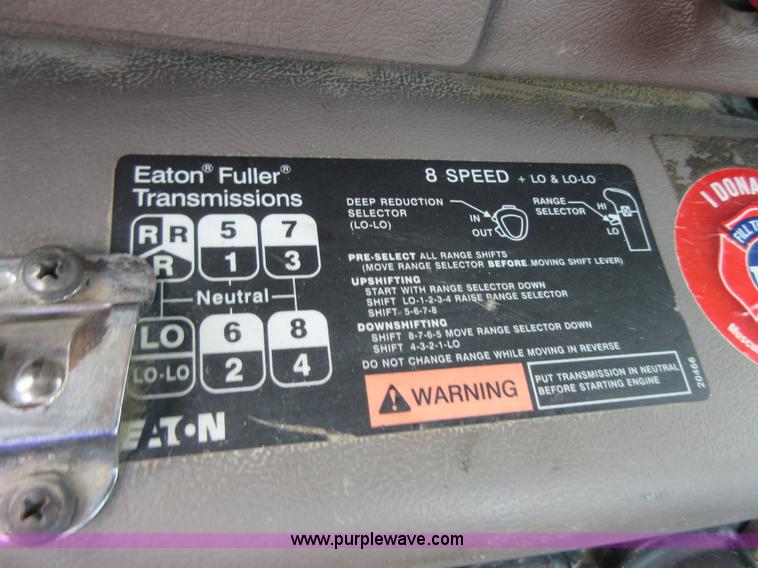 Eaton® Fuller®
Transmissions
8 SPEED + LO & LO-LO
DEEP REDUCTION
SELECTOR
(LO-LO)
IN
OUT
RANGE
SELECTOR
HI
LO
R R 5 7
R 1 3
Neutral
LO 6 8
LO-LO 2 4
PRE-SELECT ALL RANGE SHIFTS
(MOVE RANGE SELECTOR BEFORE MOVING SHIFT LEVER)
UPSHIFTING
START WITH RANGE SELECTOR DOWN
SHIFT LO-1-2-3-4 RAISE RANGE SELECTOR
SHIFT 5-6-7-8
DOWNSHIFTING
SHIFT 8-7-6-5 MOVE RANGE SELECTOR DOWN
SHIFT 4-3-2-1-LO
DO NOT CHANGE RANGE WHILE MOVING IN REVERSE
WARNING
PUT TRANSMISSION IN NEUTRAL
BEFORE STARTING ENGINE
20466
EATON
I DONA
FILL TH
Muscul
www.purplewave.com